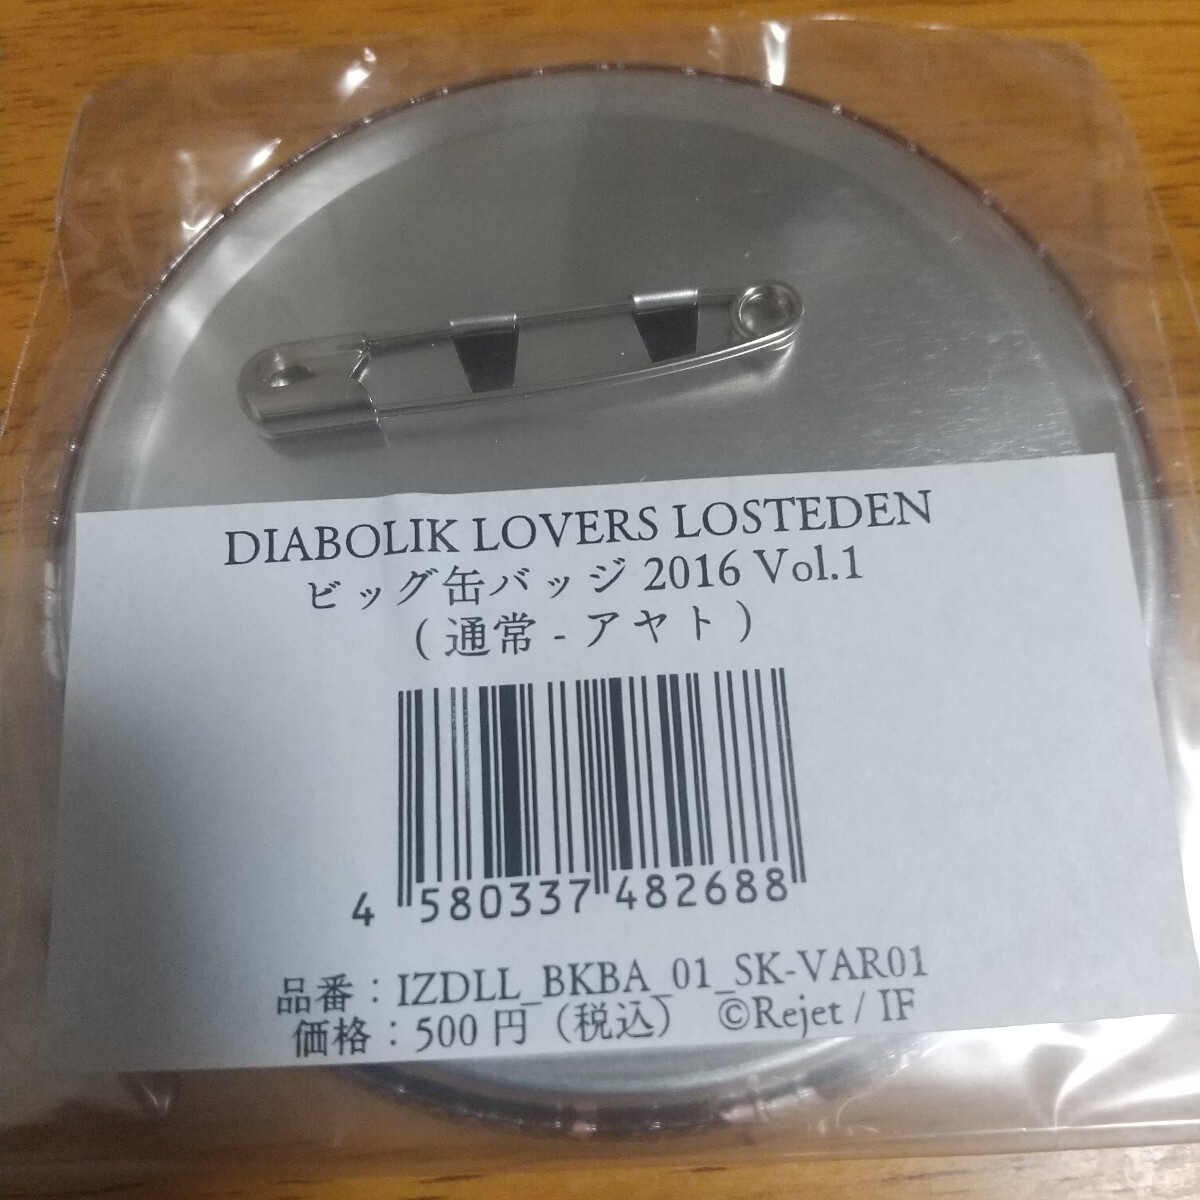 DIABOLIK LOVERS LOSTEDEN
ビッグ缶バッジ 2016 Vol.1
( 通常 - アヤト )
4 580337 482688
品番：IZDLL_BKBA_01_SK-VAR01
価格：500 円（税込） ©Rejet / IF